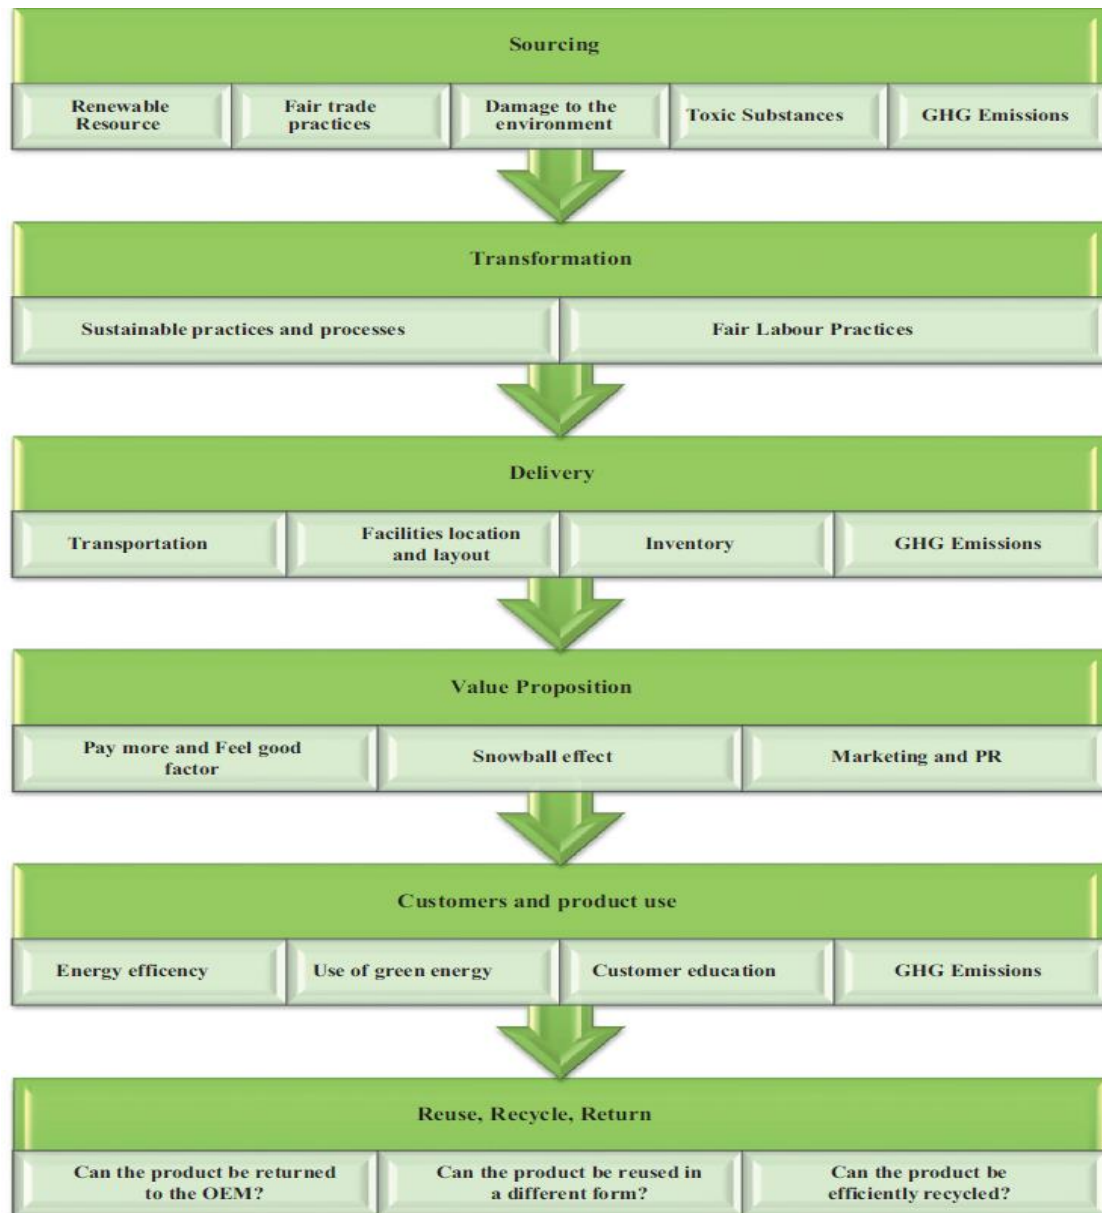 Sourcing
Renewable
Resource
Fair trade
practices
Damage to the
environment
Toxic Substances
GHG Emissions
Transformation
Sustainable practices and processes
Fair Labour Practices
Delivery
Transportation
Facilities location
and layout
Inventory
GHG Emissions
Value Proposition
Pay more and Feel good
factor
Snowball effect
Marketing and PR
Customers and product use
Energy efficency
Use of green energy
Customer education
GHG Emissions
Reuse, Recycle, Return
Can the product be returned
to the OEM?
Can the product be reused in
a different form?
Can the product be
efficiently recycled?